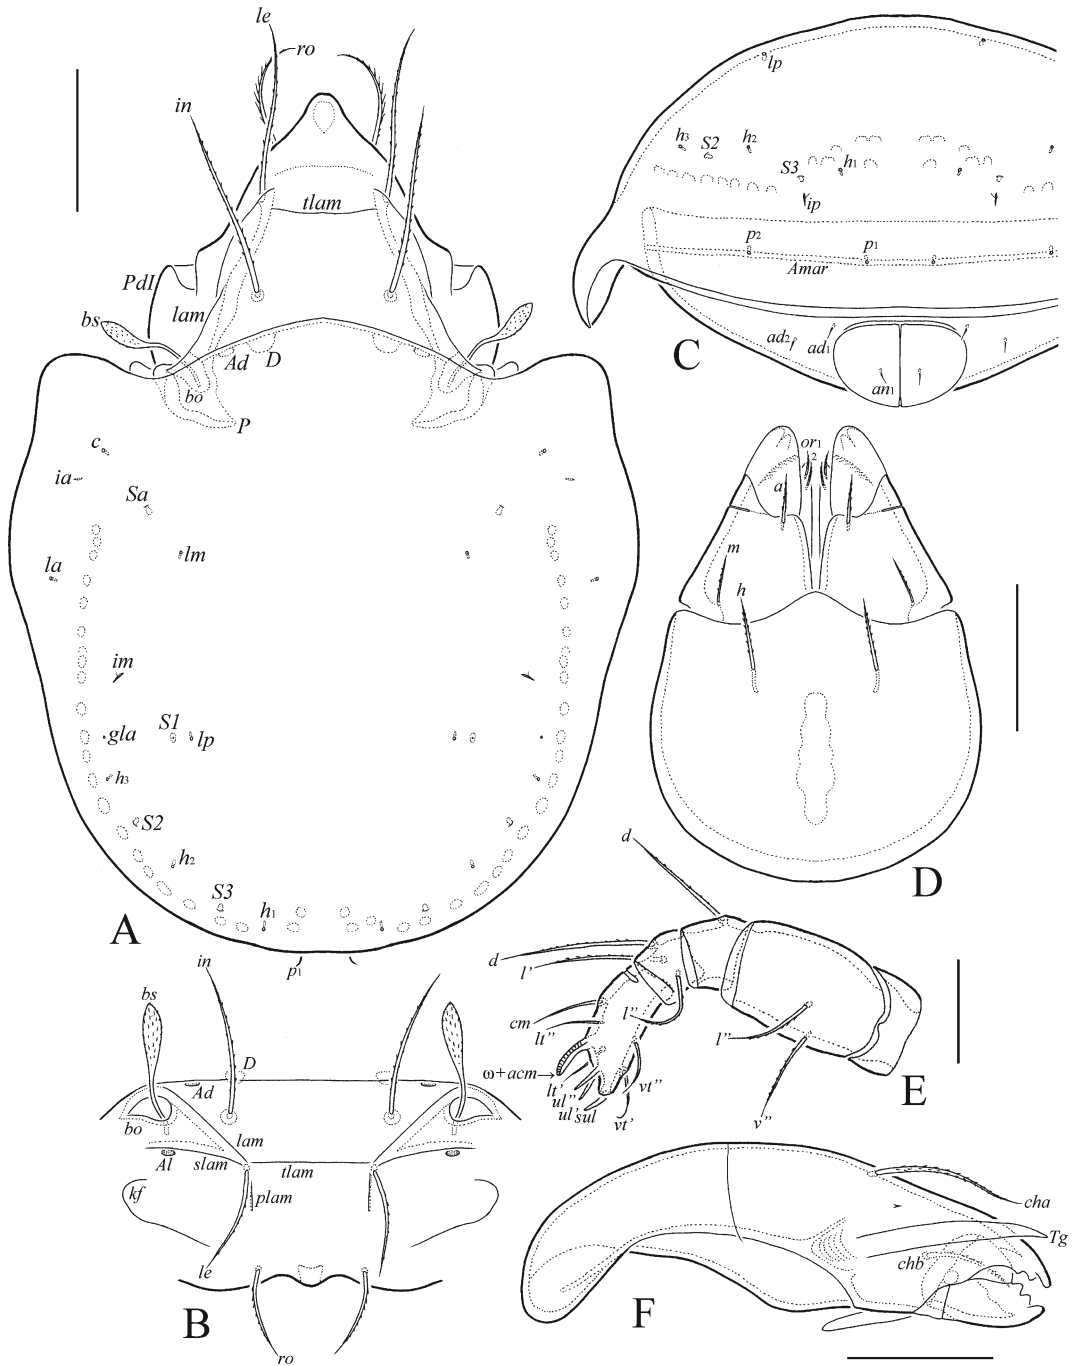 le
ro
in
tlam
PdI
lam
bs
Ad
D
bo
P
c
ia
Sa
lm
la
im
S1
gla
lp
h3
S2
h2
S3
h1
A
p1
lp
h3
S2
h2
S3
h1
ip
p2
p1
Amar
C
ad2
ad1
an1
or1
2
a
m
h
D
d
d
l’
cm
lt”
l”
l”
ω+acm→
lt’
ul”
ul’
sul
vt’
vt”
v”
E
in
bs
D
Ad
bo
lam
Al
slam
tlam
kf
plam
le
B
ro
cha
Tg
chb
F